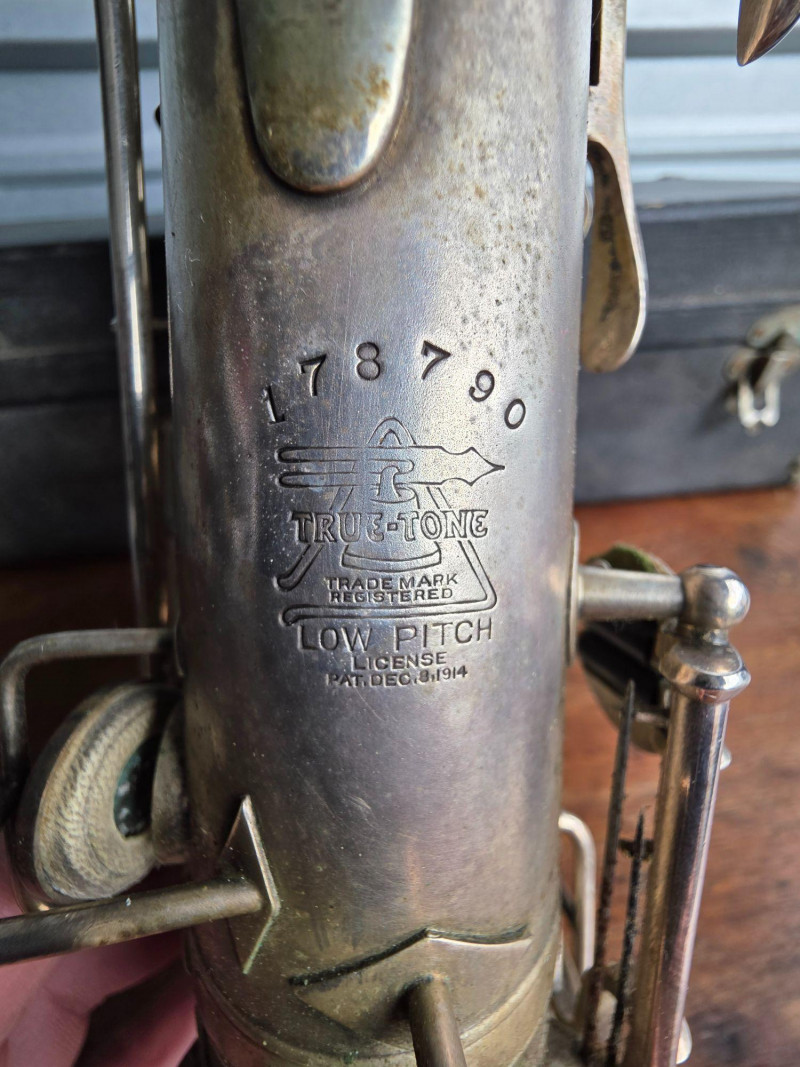 178790
TRUE-TONE
TRADE MARK
REGISTERED
LOW PITCH
LICENSE
PAT. DEC. 8, 1914